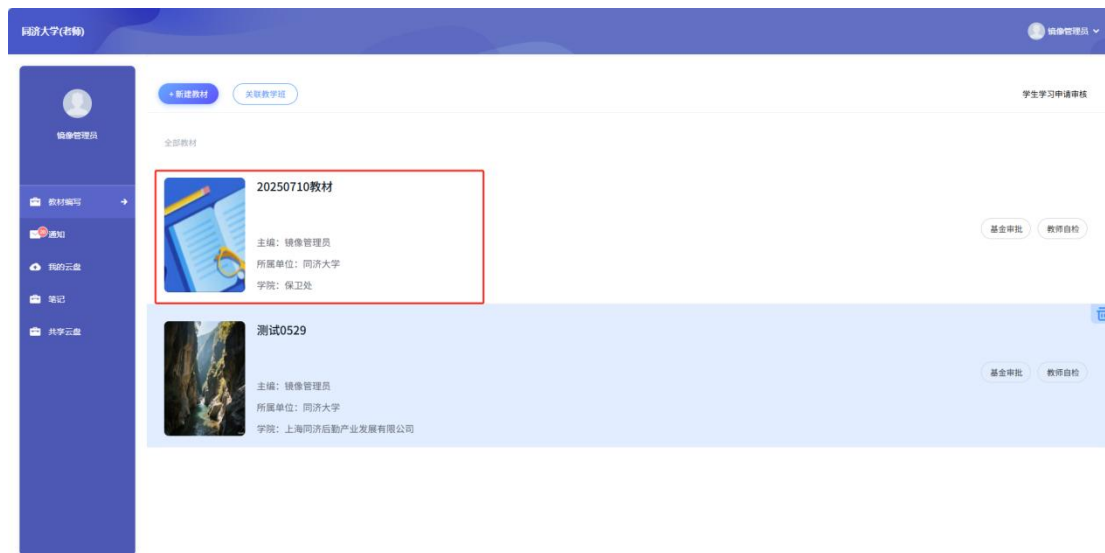 同济大学(老师)
镜像管理员
镜像管理员
教材编写
通知
我的云盘
笔记
共享云盘
+新建教材
关联教学班
学生学习申请审核
全部教材
20250710教材
主编：镜像管理员
所属单位：同济大学
学院：保卫处
基金审批
教师自检
测试0529
主编：镜像管理员
所属单位：同济大学
学院：上海同济后勤产业发展有限公司
基金审批
教师自检